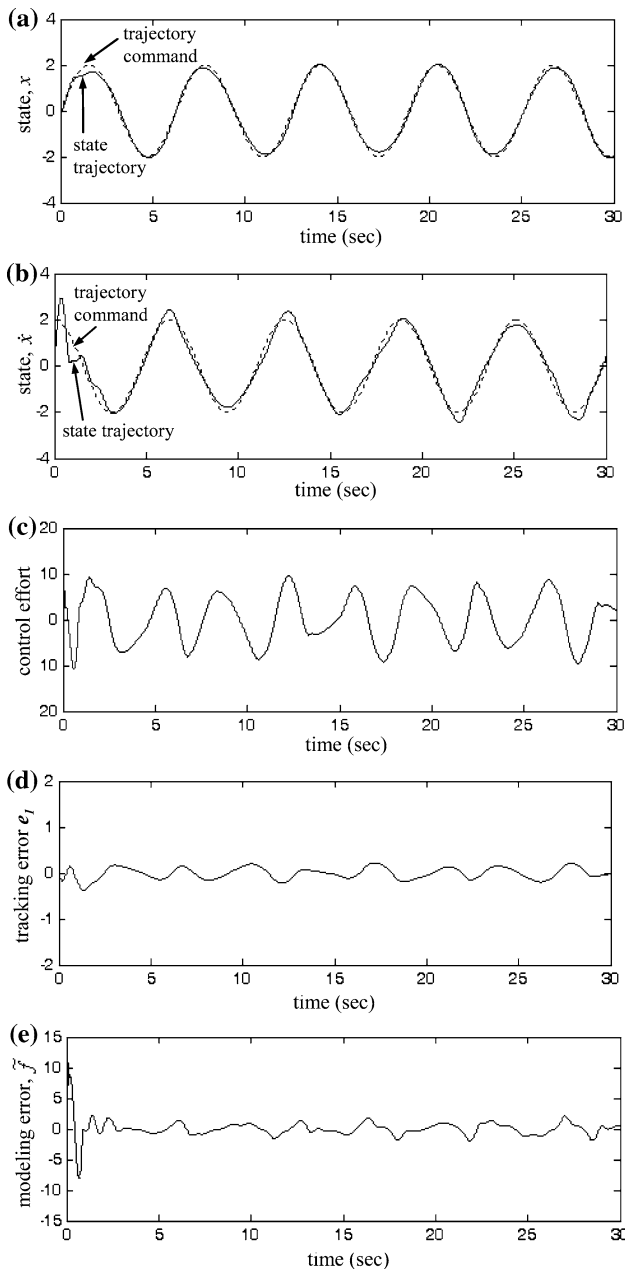 (a)
4
2
0
-2
-4
state, x
trajectory
command
state
trajectory
0 5 10 15 20 25 30
time (sec)
(b)
4
2
0
-2
-4
state, ẋ
trajectory
command
state trajectory
0 5 10 15 20 25 30
time (sec)
(c)
20
10
0
10
20
control effort
0 5 10 15 20 25 30
time (sec)
(d)
2
1
0
-1
-2
tracking error e1
0 5 10 15 20 25 30
time (sec)
(e)
15
10
5
0
-5
-10
-15
modeling error, f̃
0 5 10 15 20 25 30
time (sec)